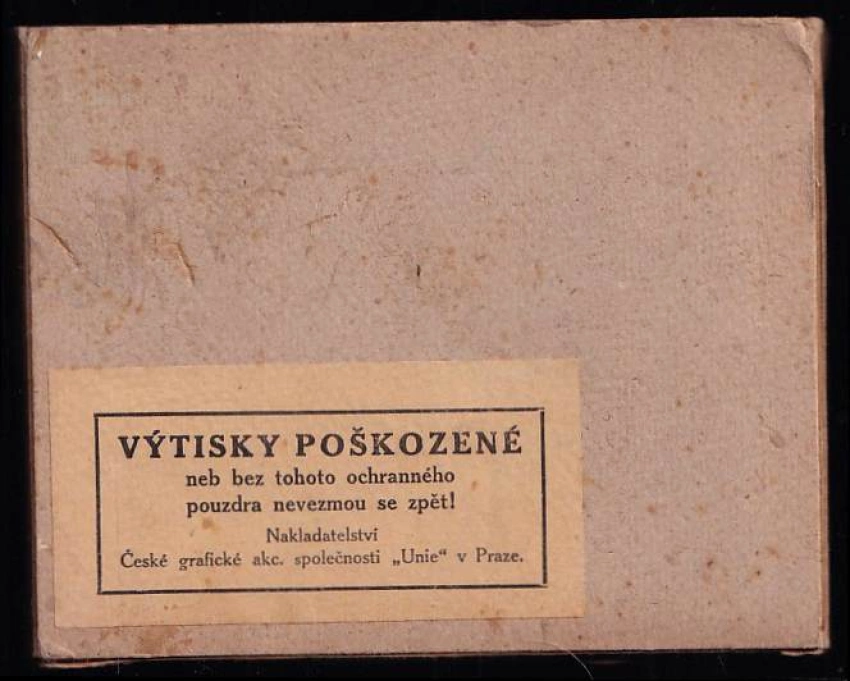 VÝTISKY POŠKOZENÉ
neb bez tohoto ochranného
pouzdra nevezmou se zpět!
Nakladatelství
České grafické akc. společnosti „Unie“ v Praze.